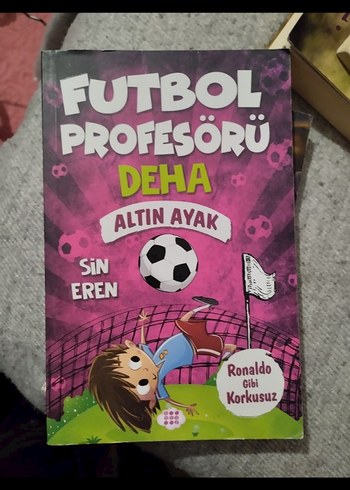 FUTBOL
PROFESÖRÜ
DEHA
ALTIN AYAK
SİN
EREN
Ronaldo
Gibi
Korkusuz